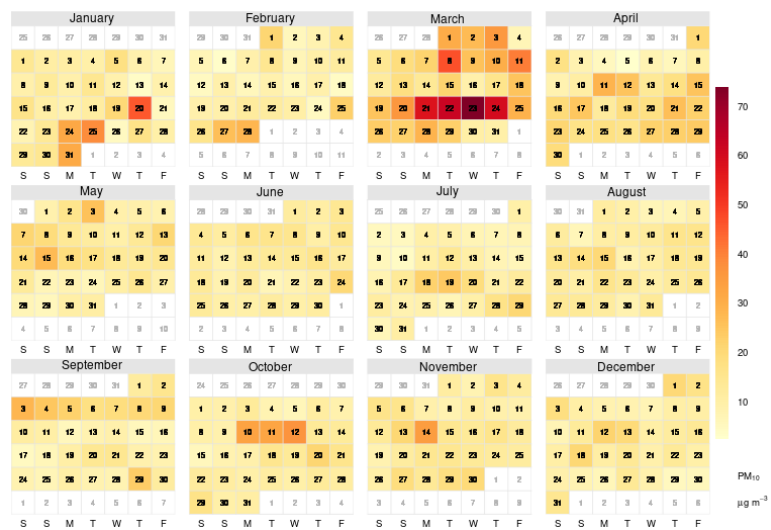 January
25 26 27 28 29 30 31
1 2 3 4 5 6 7
8 9 10 11 12 13 14
15 16 17 18 19 20 21
22 23 24 25 26 27 28
29 30 31 1 2 3 4
S S M T W T F
February
29 30 31 1 2 3 4
5 6 7 8 9 10 11
12 13 14 15 16 17 18
19 20 21 22 23 24 25
26 27 28 1 2 3 4
5 6 7 8 9 10 11
S S M T W T F
March
26 27 28 1 2 3 4
5 6 7 8 9 10 11
12 13 14 15 16 17 18
19 20 21 22 23 24 25
26 27 28 29 30 31 1
2 3 4 5 6 7 8
S S M T W T F
April
26 27 28 29 30 31 1
2 3 4 5 6 7 8
9 10 11 12 13 14 15
16 17 18 19 20 21 22
23 24 25 26 27 28 29
30 1 2 3 4 5 6
S S M T W T F
May
30 1 2 3 4 5 6
7 8 9 10 11 12 13
14 15 16 17 18 19 20
21 22 23 24 25 26 27
28 29 30 31 1 2 3
4 5 6 7 8 9 10
S S M T W T F
June
28 29 30 31 1 2 3
4 5 6 7 8 9 10
11 12 13 14 15 16 17
18 19 20 21 22 23 24
25 26 27 28 29 30 1
2 3 4 5 6 7 8
S S M T W T F
July
25 26 27 28 29 30 1
2 3 4 5 6 7 8
9 10 11 12 13 14 15
16 17 18 19 20 21 22
23 24 25 26 27 28 29
30 31 1 2 3 4 5
S S M T W T F
August
30 31 1 2 3 4 5
6 7 8 9 10 11 12
13 14 15 16 17 18 19
20 21 22 23 24 25 26
27 28 29 30 31 1 2
3 4 5 6 7 8 9
S S M T W T F
September
27 28 29 30 31 1 2
3 4 5 6 7 8 9
10 11 12 13 14 15 16
17 18 19 20 21 22 23
24 25 26 27 28 29 30
1 2 3 4 5 6 7
S S M T W T F
October
24 25 26 27 28 29 30
1 2 3 4 5 6 7
8 9 10 11 12 13 14
15 16 17 18 19 20 21
22 23 24 25 26 27 28
29 30 31 1 2 3 4
S S M T W T F
November
29 30 31 1 2 3 4
5 6 7 8 9 10 11
12 13 14 15 16 17 18
19 20 21 22 23 24 25
26 27 28 29 30 1 2
3 4 5 6 7 8 9
S S M T W T F
December
26 27 28 29 30 1 2
3 4 5 6 7 8 9
10 11 12 13 14 15 16
17 18 19 20 21 22 23
24 25 26 27 28 29 30
31 1 2 3 4 5 6
S S M T W T F
70
60
50
40
30
20
10
PM₁₀
µg m⁻³